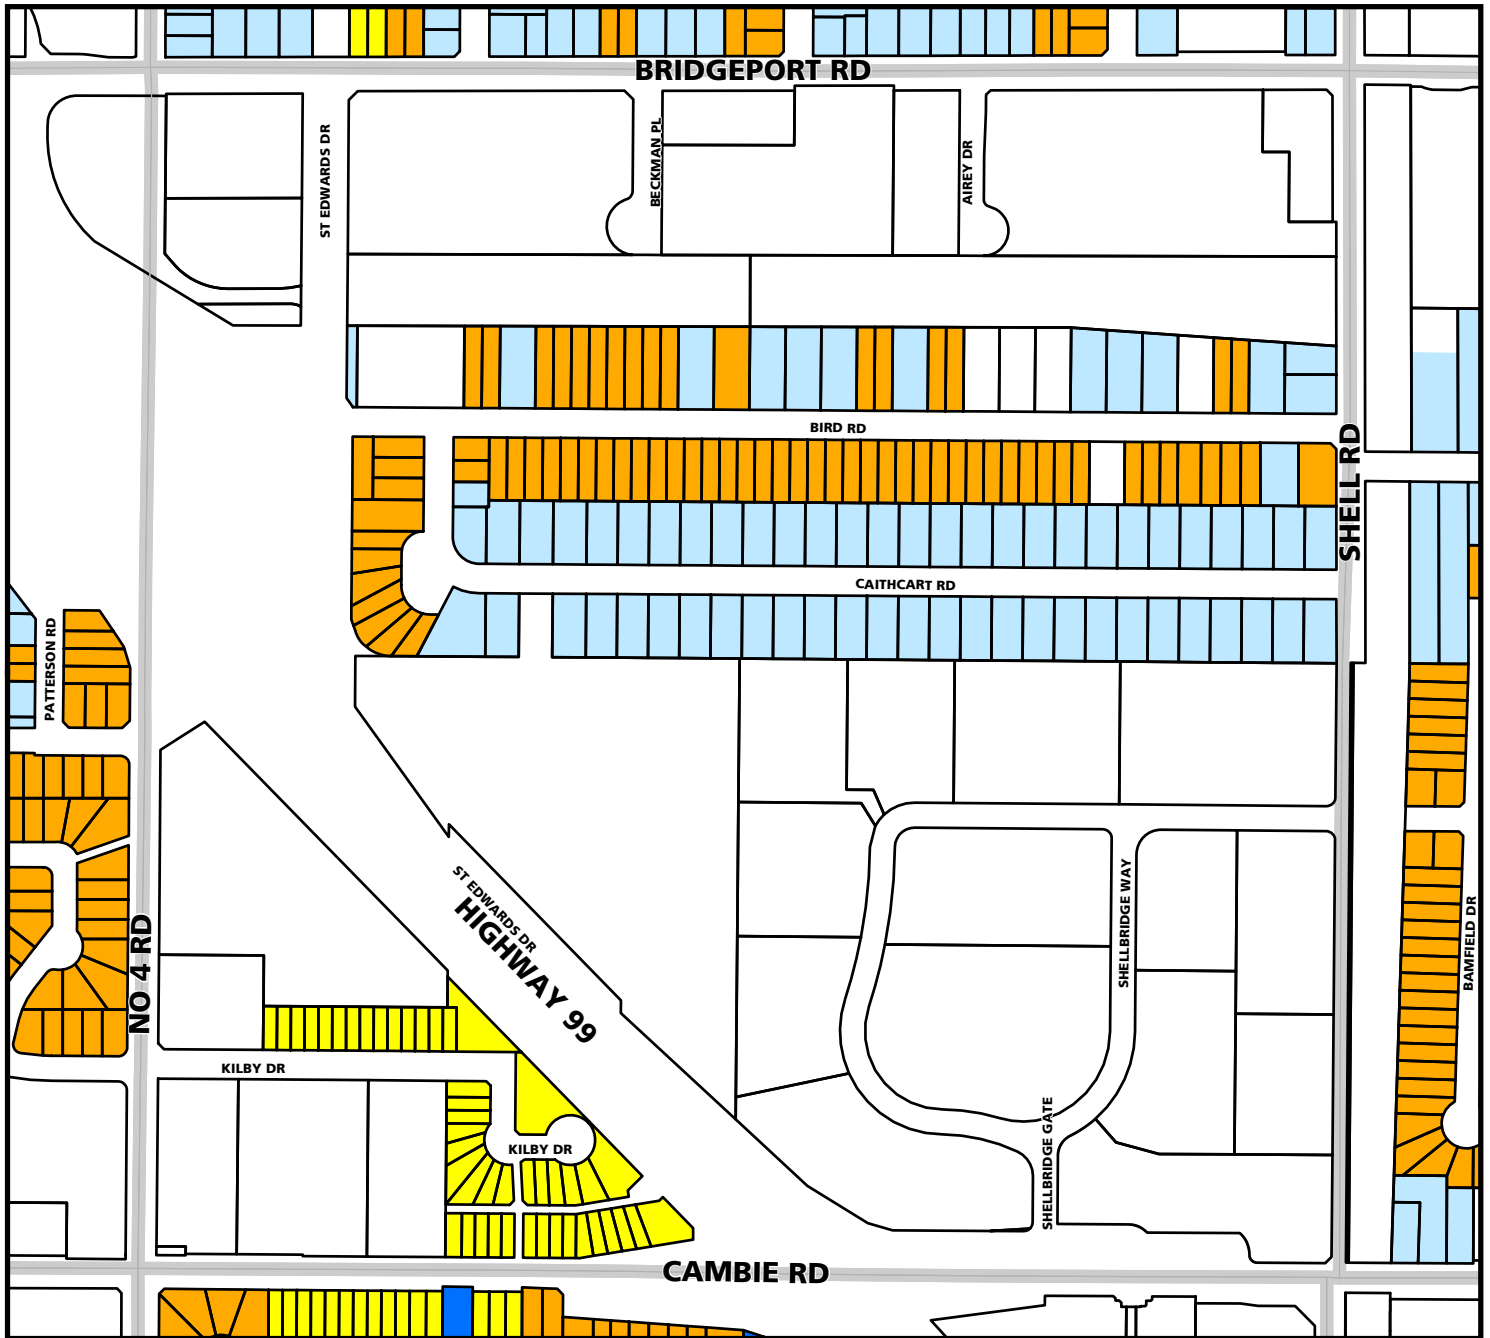 BRIDGEPORT RD
ST EDWARDS DR
BECKMAN PL
AIREY DR
BIRD RD
SHELL RD
CAITHCART RD
PATTERSON RD
ST EDWARDS DR
HIGHWAY 99
SHELLBRIDGE WAY
BAMFIELD DR
NO 4 RD
KILBY DR
KILBY DR
SHELLBRIDGE GATE
CAMBIE RD